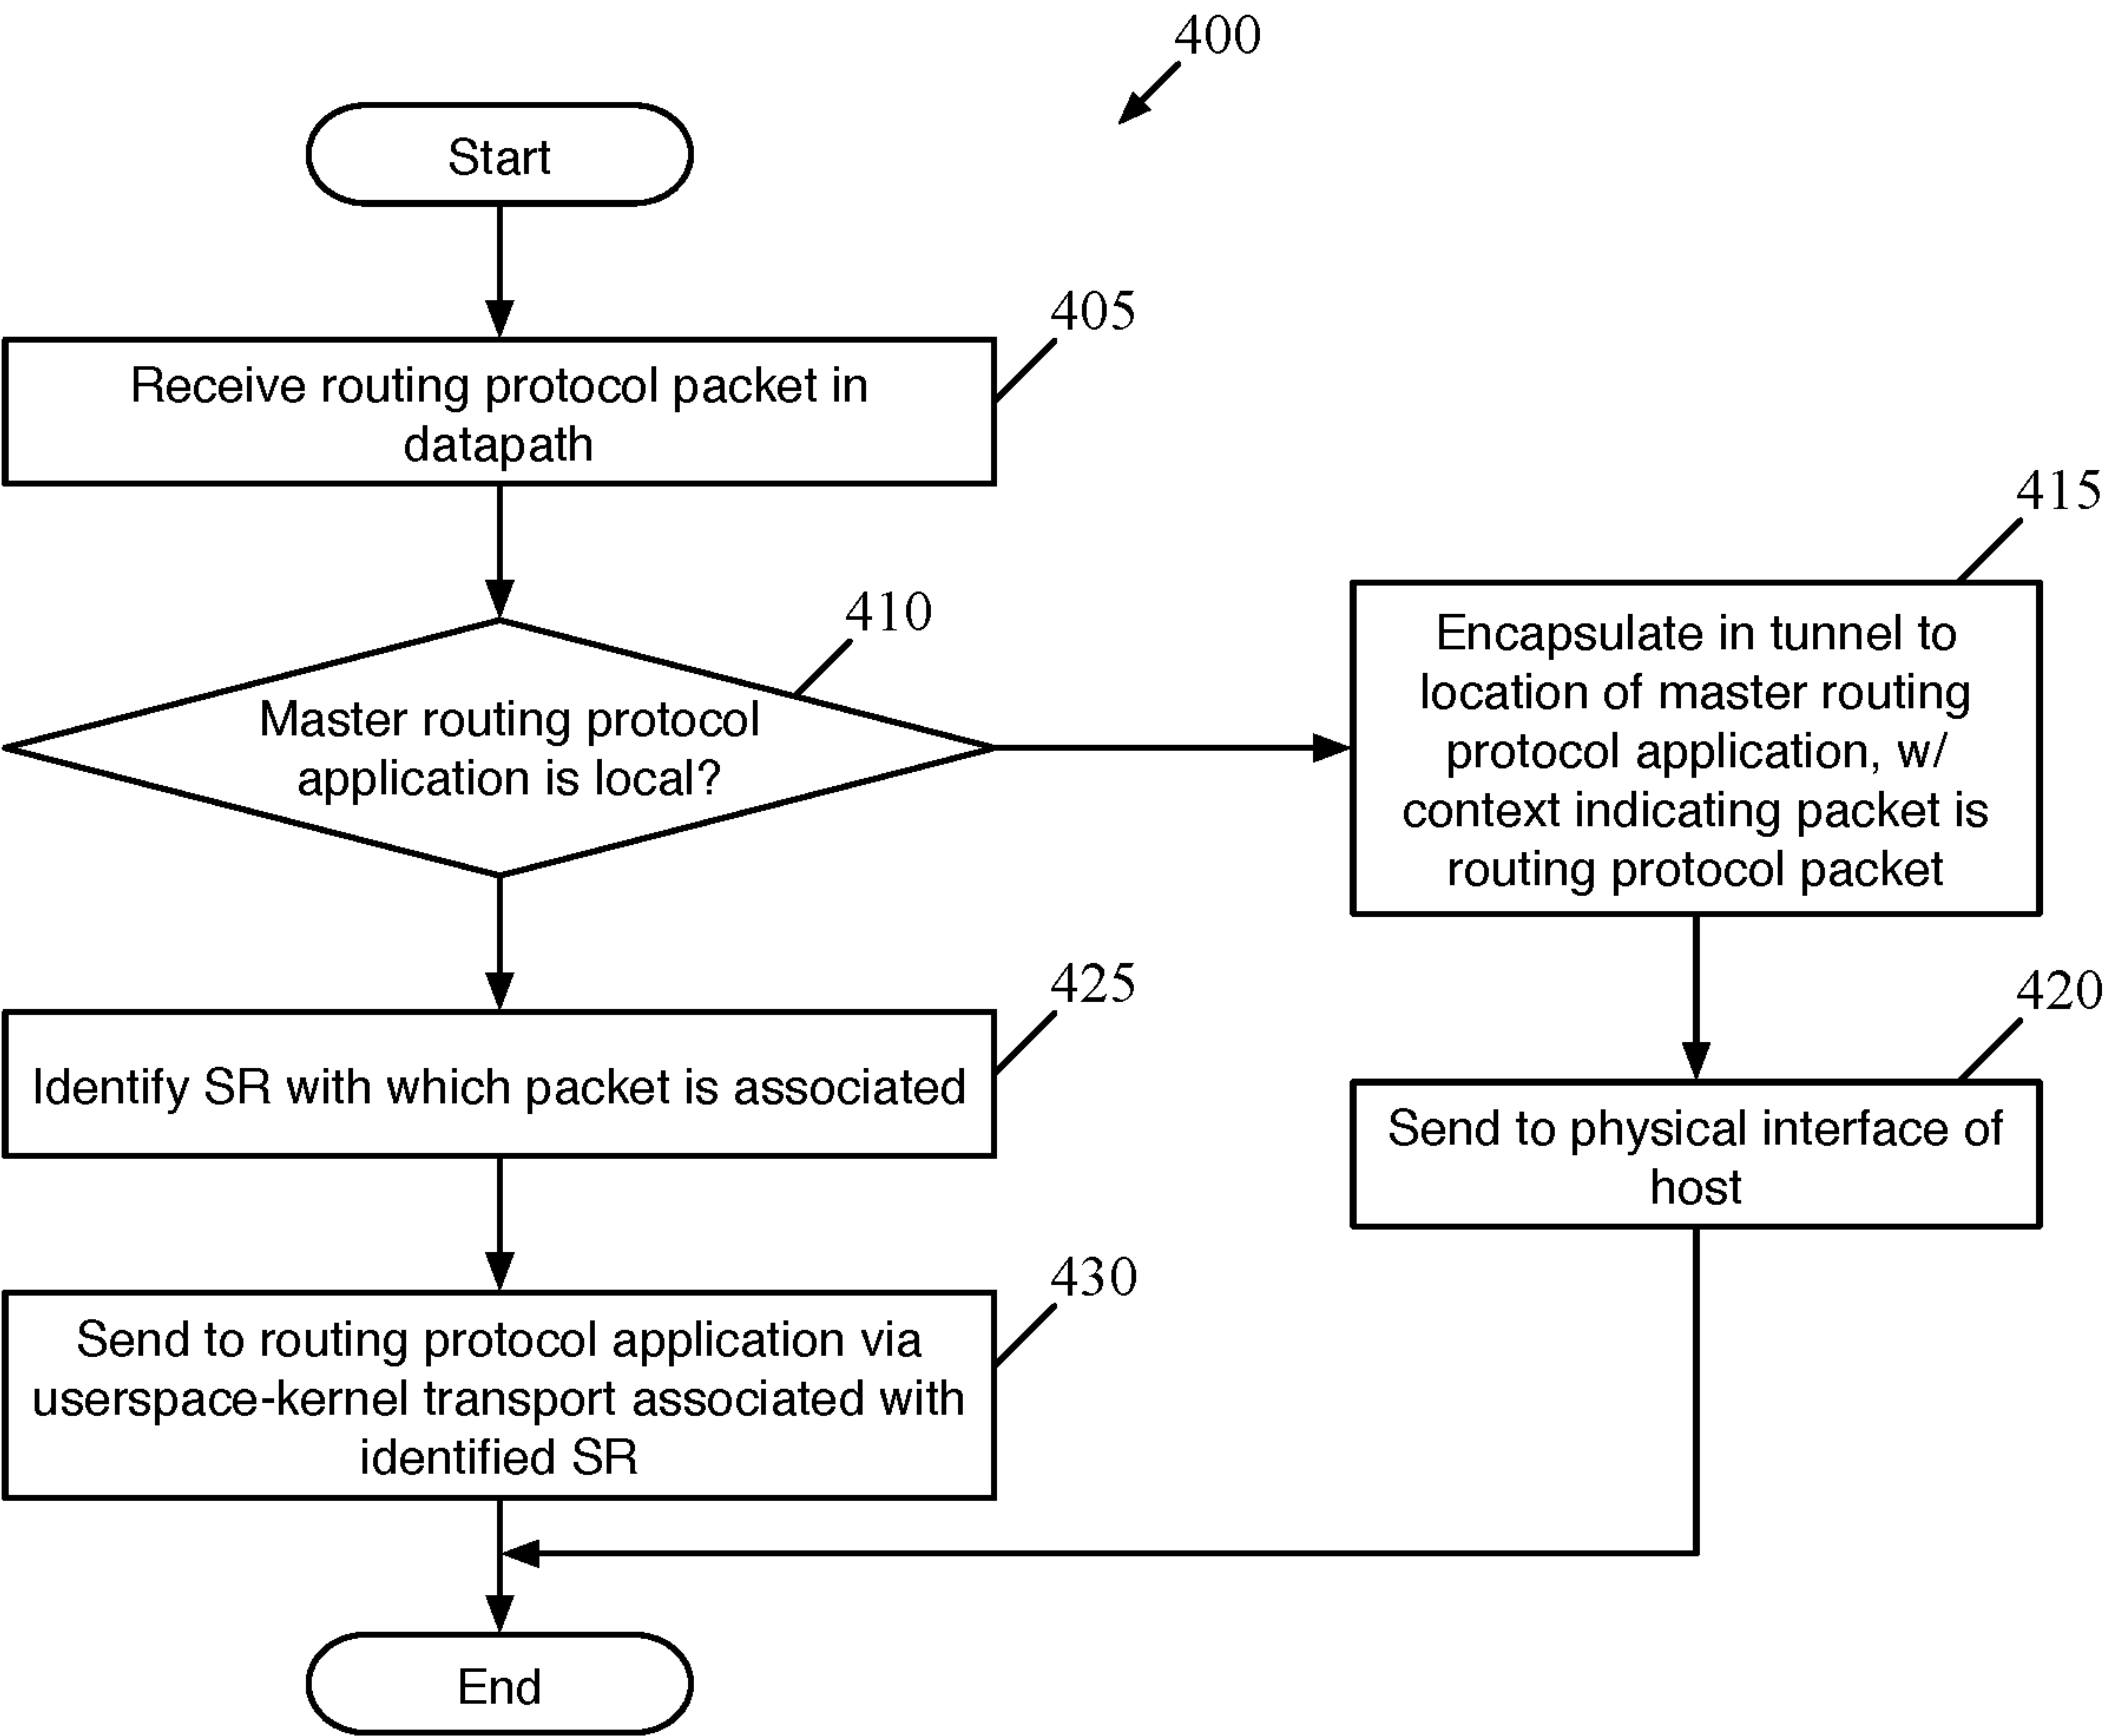 400
Start
405
Receive routing protocol packet in
datapath
410
Master routing protocol
application is local?
415
Encapsulate in tunnel to
location of master routing
protocol application, w/
context indicating packet is
routing protocol packet
420
Send to physical interface of
host
425
Identify SR with which packet is associated
430
Send to routing protocol application via
userspace-kernel transport associated with
identified SR
End